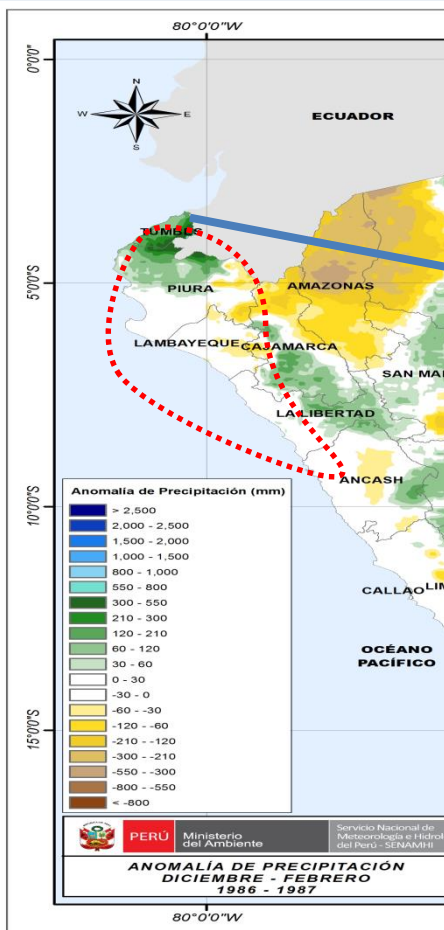 80°0'0"W
0°0'0"
N
W
E
S
ECUADOR
TUMBES
5°0'0"S
PIURA
AMAZONAS
LAMBAYEQUE
CAJAMARCA
SAN MAR
LA LIBERTAD
ANCASH
10°0'0"S
CALLAO
LIM
OCÉANO
PACÍFICO
15°0'0"S
Anomalía de Precipitación (mm)
> 2,500
2,000 - 2,500
1,500 - 2,000
1,000 - 1,500
800 - 1,000
550 - 800
300 - 550
210 - 300
120 - 210
60 - 120
30 - 60
0 - 30
-30 - 0
-60 - -30
-120 - -60
-210 - -120
-300 - -210
-550 - -300
-800 - -550
< -800
PERÚ
Ministerio
del Ambiente
Servicio Nacional de
Meteorología e Hidrol
del Perú - SENAMHI
ANOMALÍA DE PRECIPITACIÓN
DICIEMBRE - FEBRERO
1986 - 1987
80°0'0"W